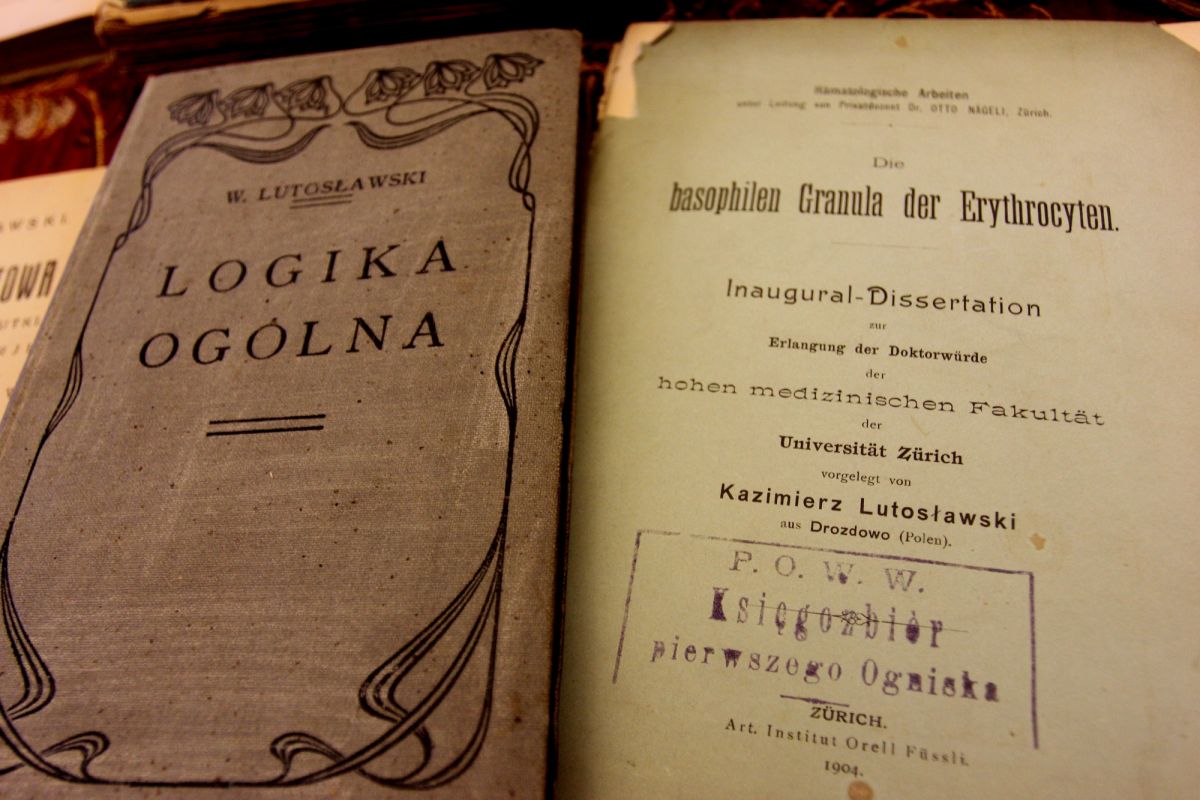 W. LUTOSŁAWSKI
LOGIKA
OGÓLNA
WSKI
OWA
Hämatologische Arbeiten
unter Leitung von Privatdozent Dr. OTTO NÄGELI, Zürich.
Die
basophilen Granula der Erythrocyten.
Inaugural-Dissertation
zur
Erlangung der Doktorwürde
der
hohen medizinischen Fakultät
der
Universität Zürich
vorgelegt von
Kazimierz Lutosławski
aus Drozdowo (Polen).
P. O. W. W.
Księgozbiór
pierwszego Ogniska
ZÜRICH.
Art. Institut Orell Füssli.
1904.